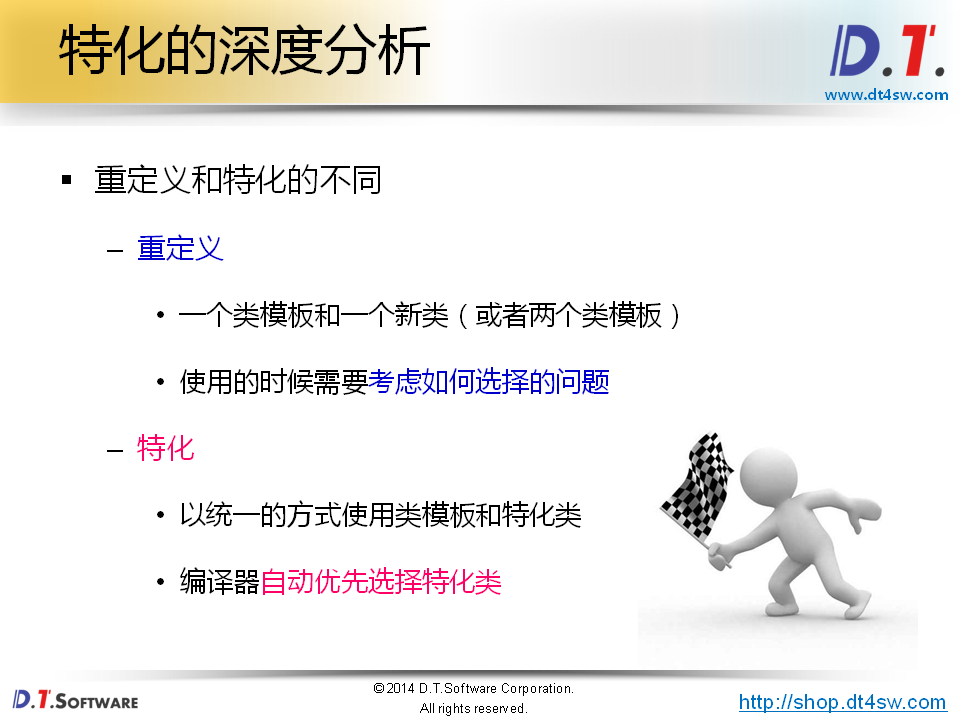 特化的深度分析
D.T.
www.dt4sw.com
▪ 重定义和特化的不同
– 重定义
• 一个类模板和一个新类（或者两个类模板）
• 使用的时候需要考虑如何选择的问题
– 特化
• 以统一的方式使用类模板和特化类
• 编译器自动优先选择特化类
D.T.SOFTWARE
©2014 D.T.Software Corporation.
All rights reserved.
http://shop.dt4sw.com